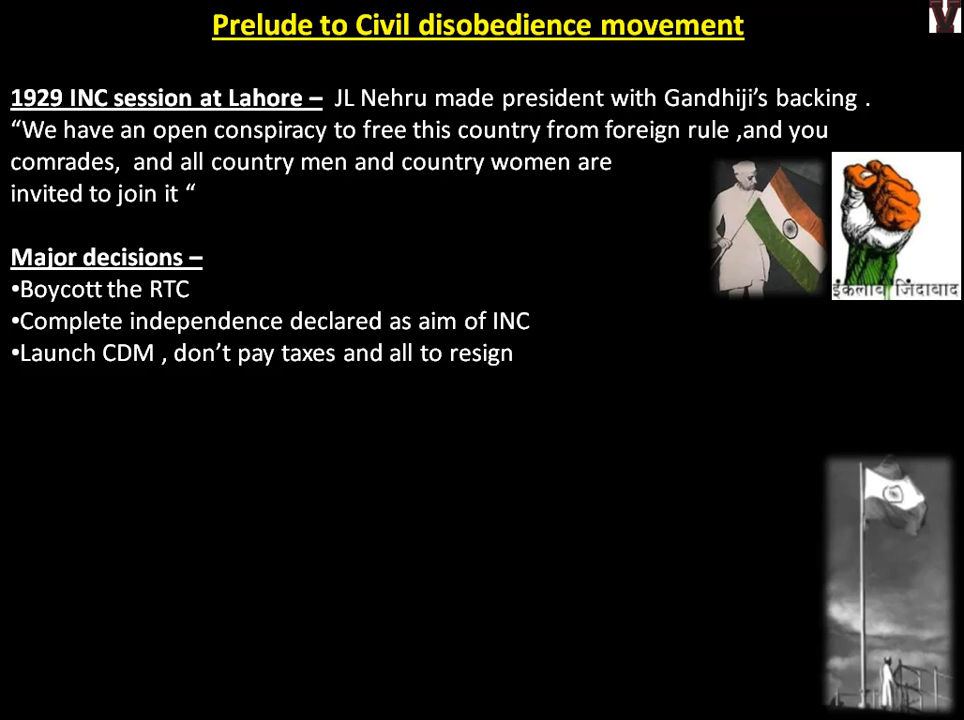 Prelude to Civil disobedience movement
1929 INC session at Lahore – JL Nehru made president with Gandhiji’s backing .
“We have an open conspiracy to free this country from foreign rule ,and you
comrades, and all country men and country women are
invited to join it “
इंकलाब जिंदाबाद
Major decisions –
•Boycott the RTC
•Complete independence declared as aim of INC
•Launch CDM , don’t pay taxes and all to resign